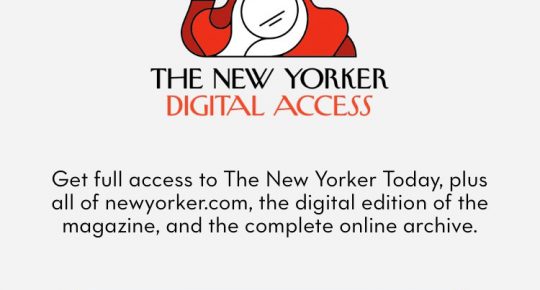 THE NEW YORKER
DIGITAL ACCESS
Get full access to The New Yorker Today, plus
all of newyorker.com, the digital edition of the
magazine, and the complete online archive.